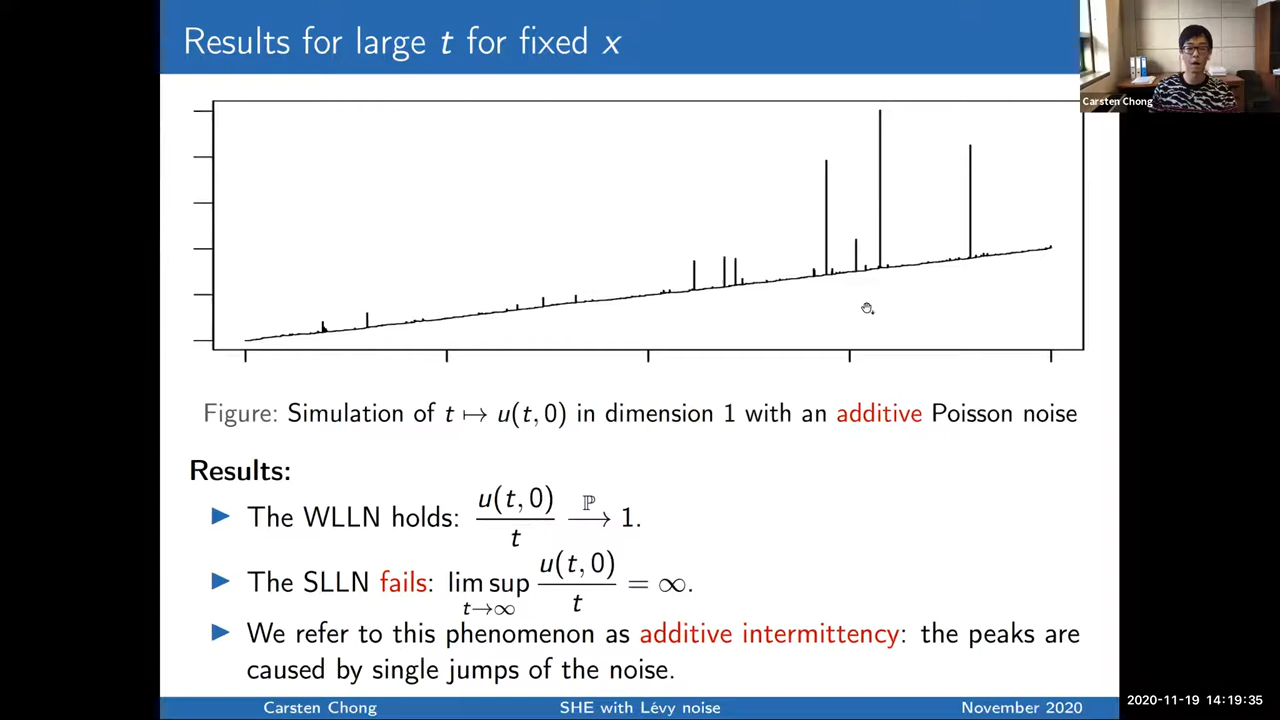 Results for large t for fixed x
Carsten Chong
Figure: Simulation of t ↦ u(t, 0) in dimension 1 with an additive Poisson noise
Results:
▶ The WLLN holds: u(t, 0)/t →^ℙ 1.
▶ The SLLN fails: lim sup_{t→∞} u(t, 0)/t = ∞.
▶ We refer to this phenomenon as additive intermittency: the peaks are
caused by single jumps of the noise.
Carsten Chong SHE with Lévy noise November 2020
2020-11-19 14:19:35